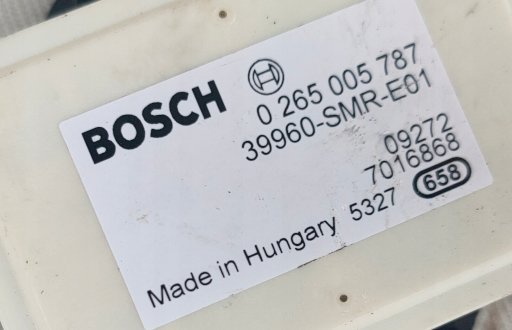 BOSCH
0 265 005 787
39960-SMR-E01
09272
7016868
Made in Hungary 5327 658